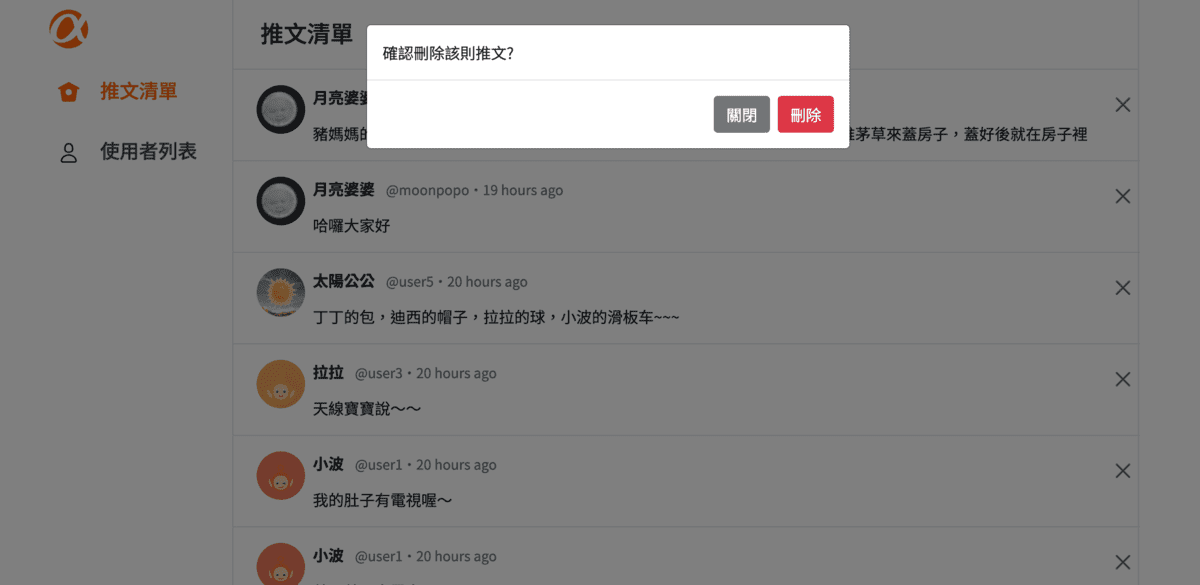 推文清單
確認刪除該則推文?
關閉
刪除
推文清單
使用者列表
月亮婆婆
豬媽媽的
茅草來蓋房子，蓋好後就在房子裡
月亮婆婆 @moonpopo・19 hours ago
哈囉大家好
太陽公公 @user5・20 hours ago
丁丁的包，迪西的帽子，拉拉的球，小波的滑板车~~~
拉拉 @user3・20 hours ago
天線寶寶說～～
小波 @user1・20 hours ago
我的肚子有電視喔～
小波 @user1・20 hours ago